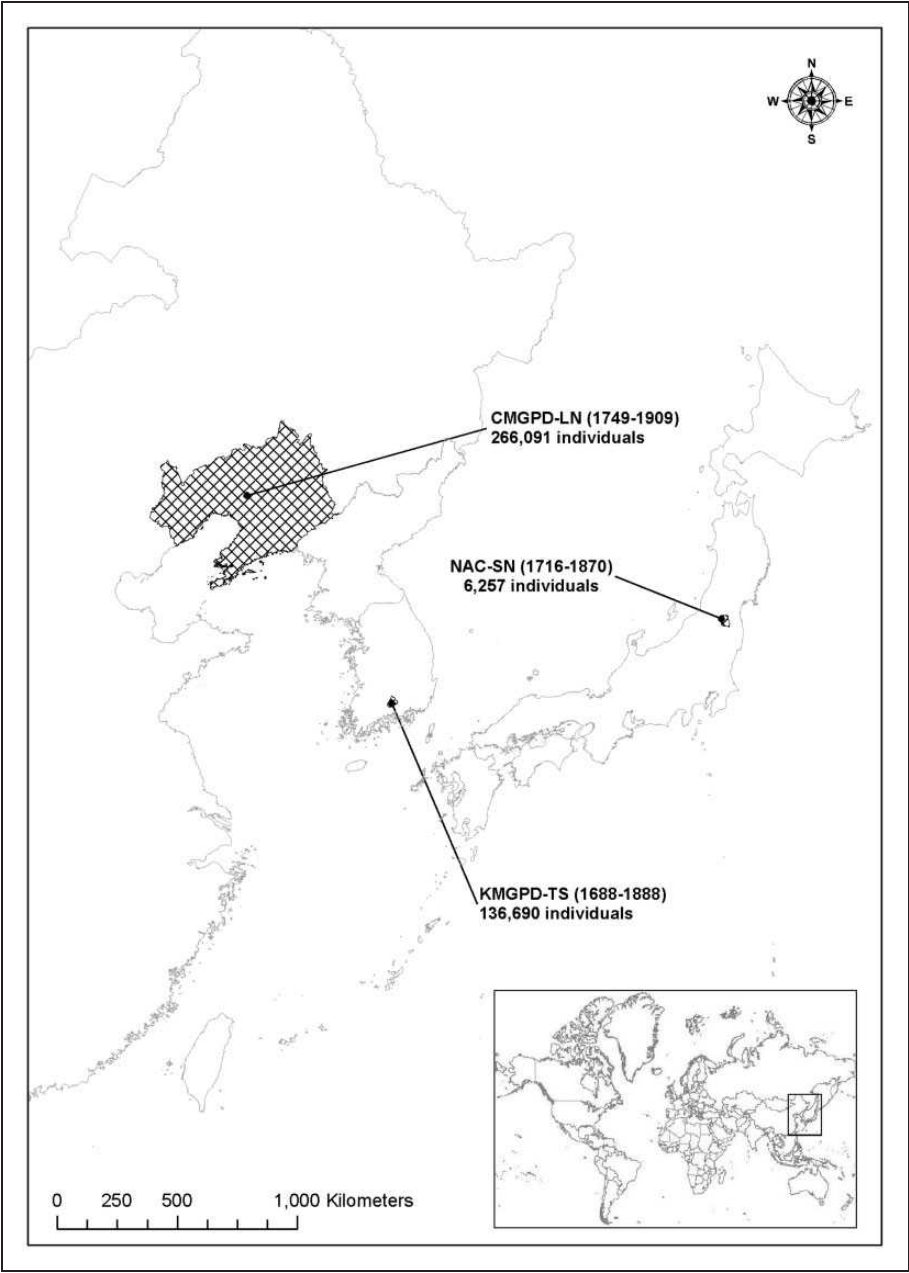 N
W E
S
CMGPD-LN (1749-1909)
266,091 individuals
NAC-SN (1716-1870)
6,257 individuals
KMGPD-TS (1688-1888)
136,690 individuals
0 250 500 1,000 Kilometers